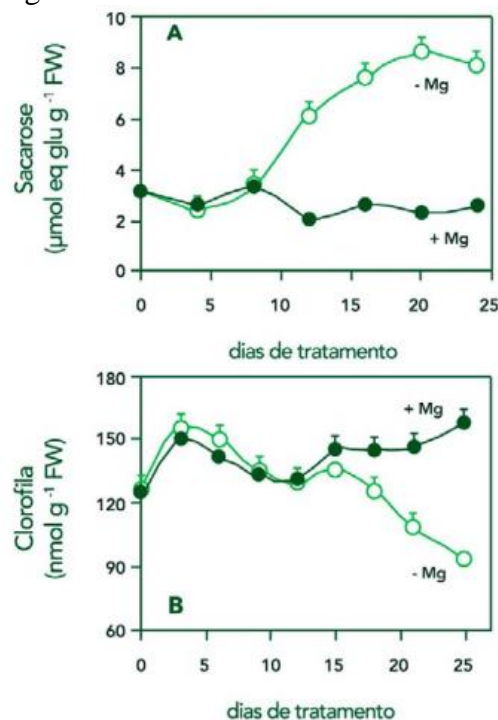 10
A
8
- Mg
6
4
2
+ Mg
0
0 5 10 15 20 25
Sacarose
(µmol eq glu g -1 FW)
dias de tratamento
180
+ Mg
150
120
90
- Mg
B
60
0 5 10 15 20 25
Clorofila
(nmol g -1 FW)
dias de tratamento